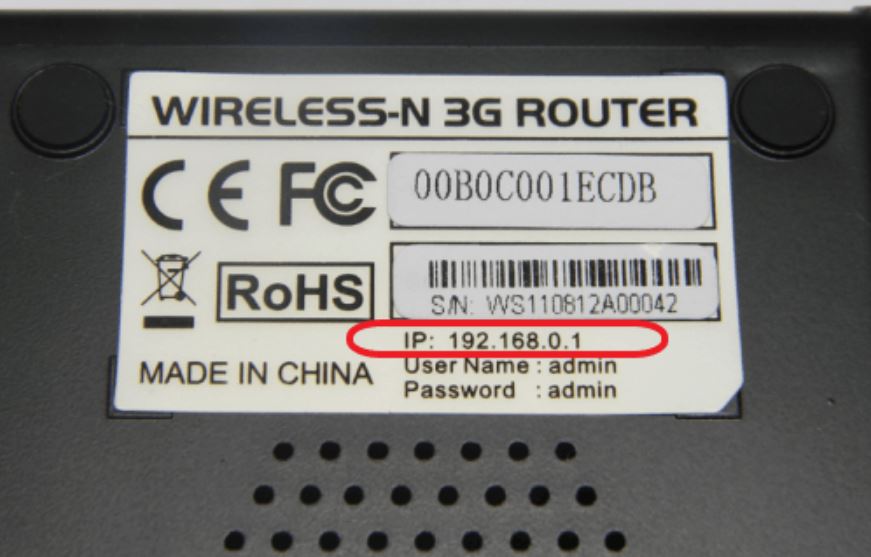 WIRELESS-N 3G ROUTER
CE FC
00B0C001ECDB
RoHS
S/N: WS110812A00042
IP: 192.168.0.1
User Name : admin
Password : admin
MADE IN CHINA